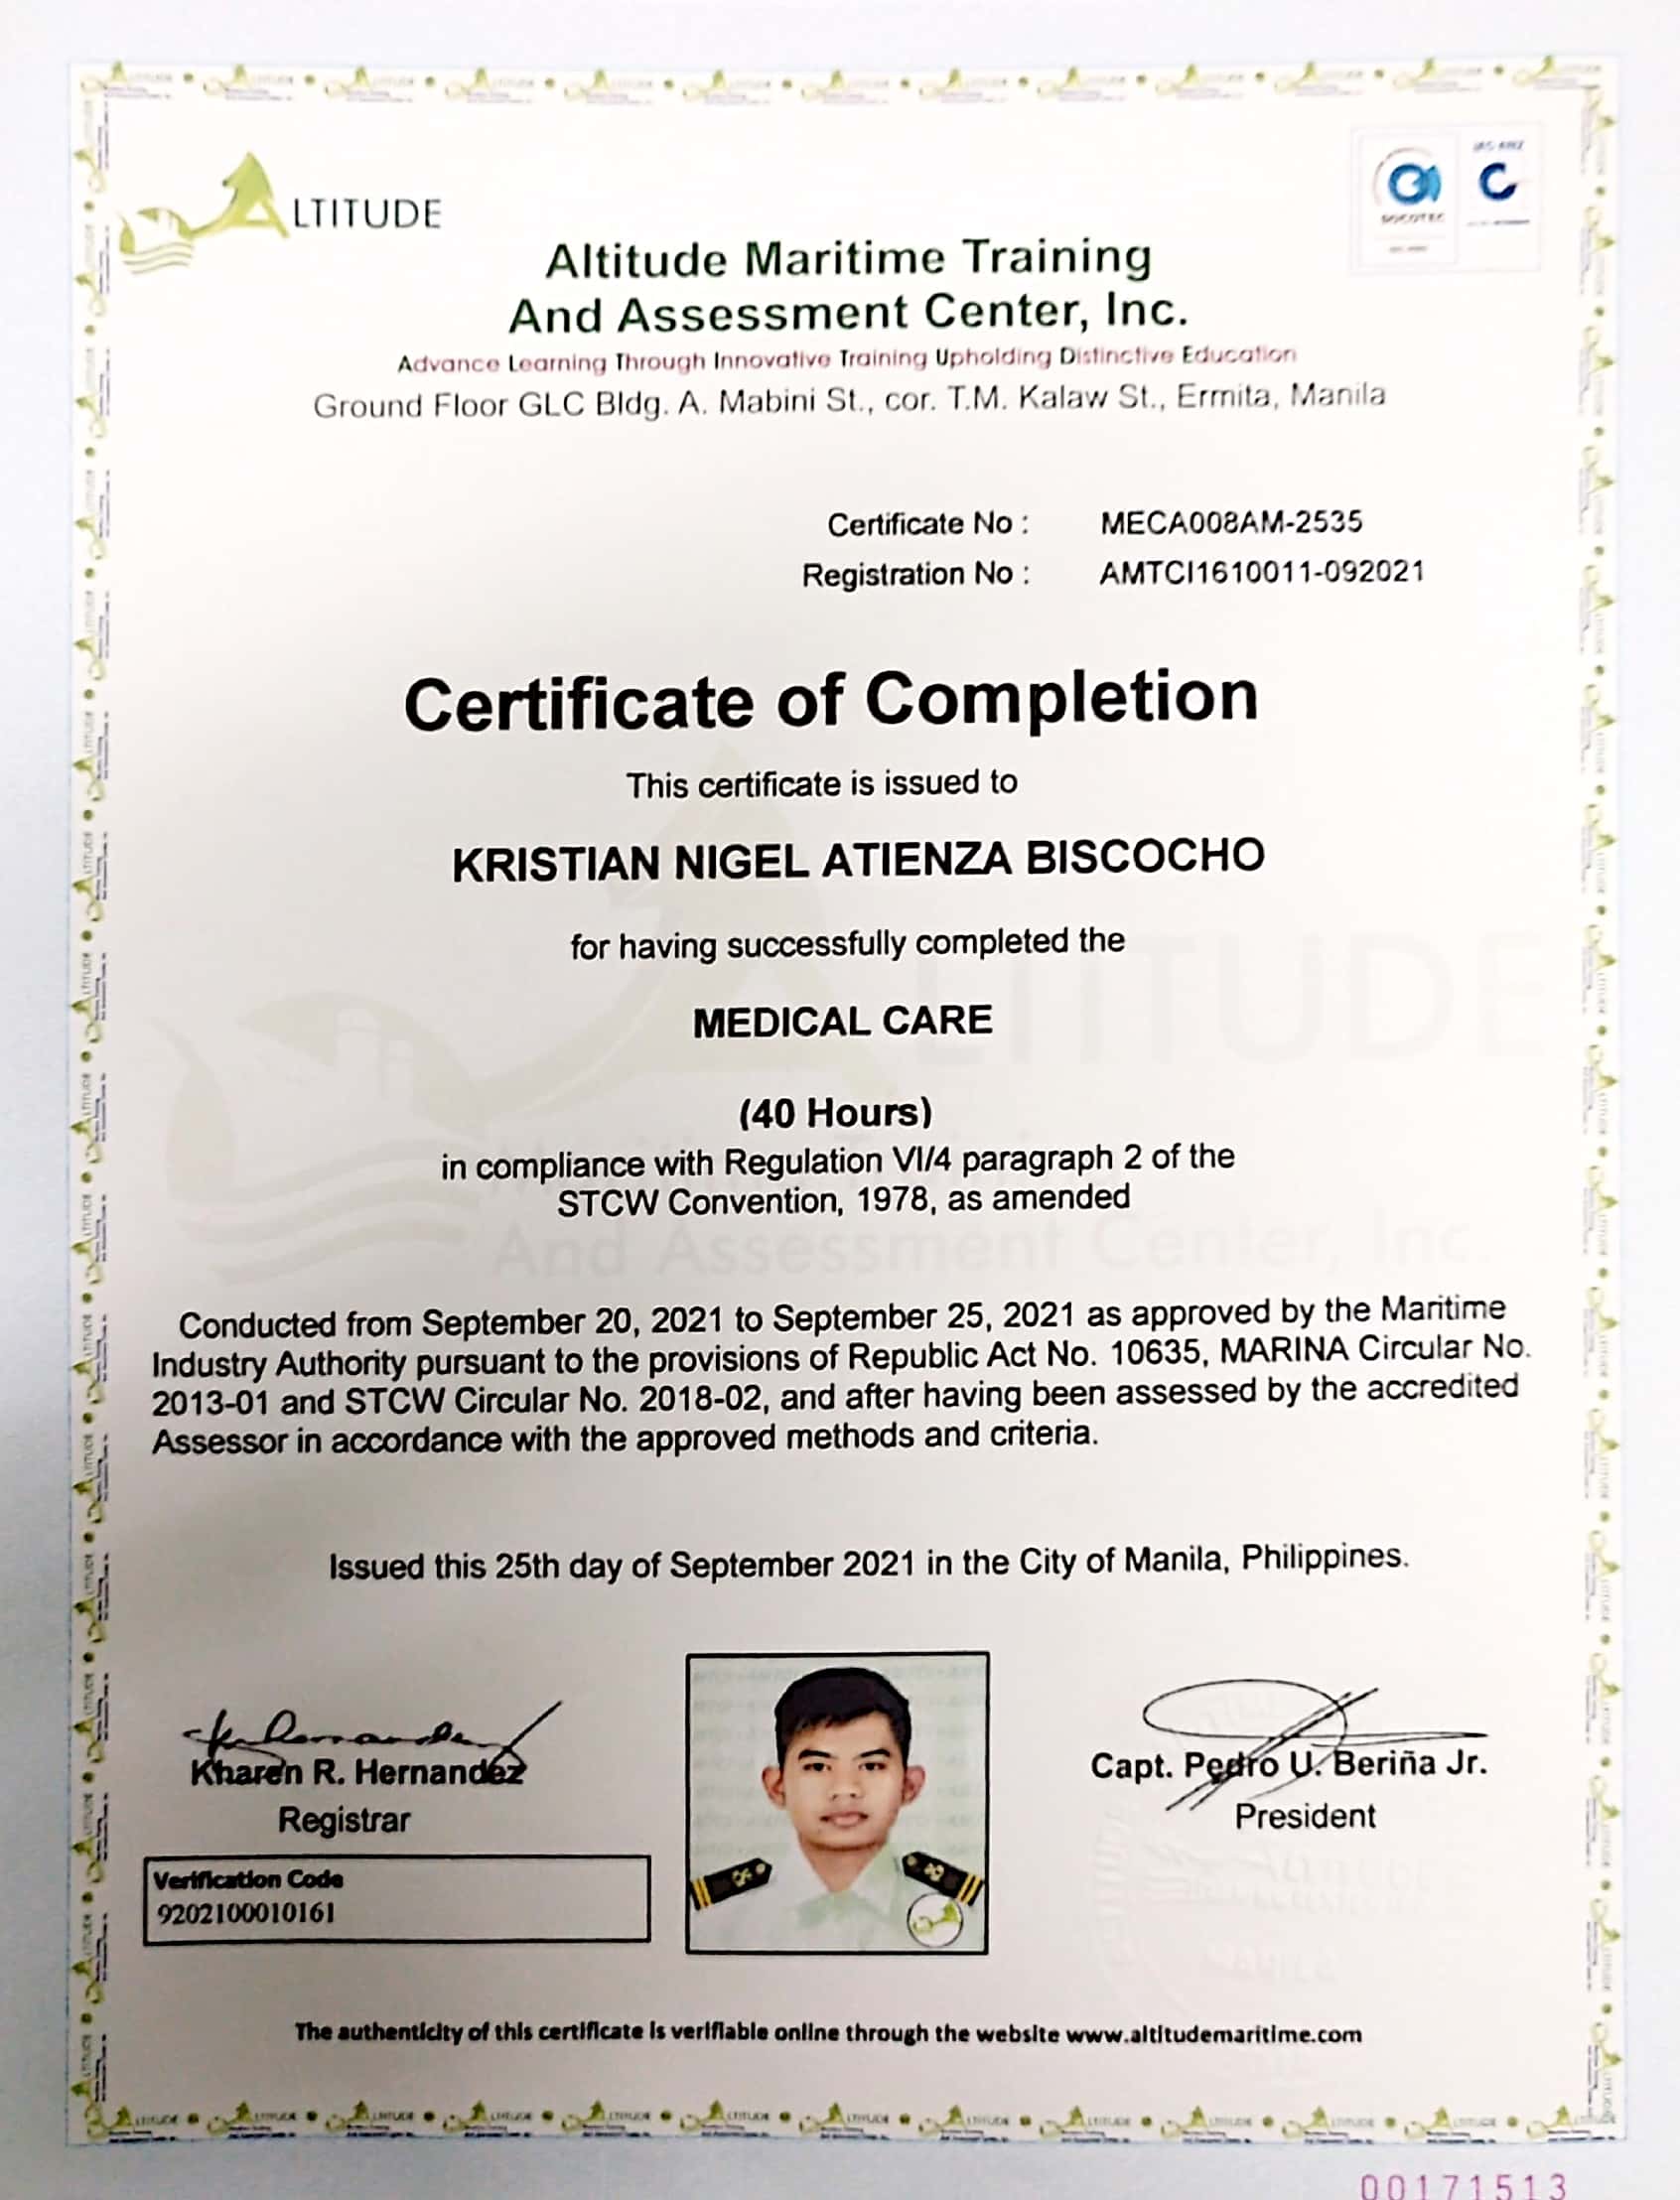 ALTITUDE
SOCOTEC
Altitude Maritime Training
And Assessment Center, Inc.
Advance Learning Through Innovative Training Upholding Distinctive Education
Ground Floor GLC Bldg. A. Mabini St., cor. T.M. Kalaw St., Ermita, Manila
Certificate No : MECA008AM-2535
Registration No : AMTCI1610011-092021
Certificate of Completion
This certificate is issued to
KRISTIAN NIGEL ATIENZA BISCOCHO
for having successfully completed the
MEDICAL CARE
(40 Hours)
in compliance with Regulation VI/4 paragraph 2 of the
STCW Convention, 1978, as amended
Conducted from September 20, 2021 to September 25, 2021 as approved by the Maritime
Industry Authority pursuant to the provisions of Republic Act No. 10635, MARINA Circular No.
2013-01 and STCW Circular No. 2018-02, and after having been assessed by the accredited
Assessor in accordance with the approved methods and criteria.
Issued this 25th day of September 2021 in the City of Manila, Philippines.
Kharen R. Hernandez
Registrar
Capt. Pedro U. Beriña Jr.
President
Verification Code
9202100010161
The authenticity of this certificate is verifiable online through the website www.altitudemaritime.com
00171513